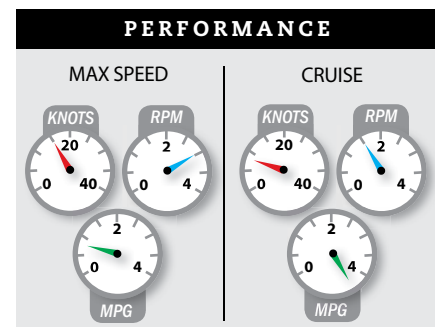 PERFORMANCE
MAX SPEED
KNOTS
20
0 40
RPM
2
0 4
2
0 4
MPG
CRUISE
KNOTS
20
0 40
RPM
2
0 4
2
0 4
MPG